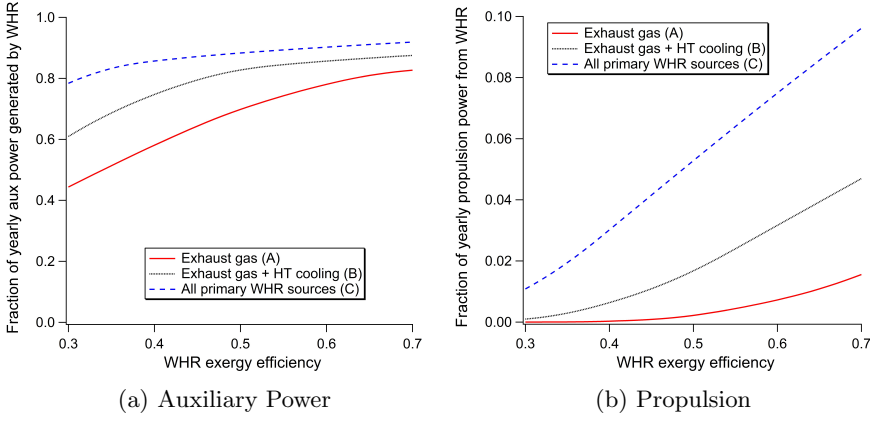 Fraction of yearly aux power generated by WHR
1.0
0.8
0.6
0.4
0.2
0.0
Exhaust gas (A)
Exhaust gas + HT cooling (B)
All primary WHR sources (C)
0.3 0.4 0.5 0.6 0.7
WHR exergy efficiency
(a) Auxiliary Power
Fraction of yearly propulsion power from WHR
0.10
0.08
0.06
0.04
0.02
0.00
Exhaust gas (A)
Exhaust gas + HT cooling (B)
All primary WHR sources (C)
0.3 0.4 0.5 0.6 0.7
WHR exergy efficiency
(b) Propulsion